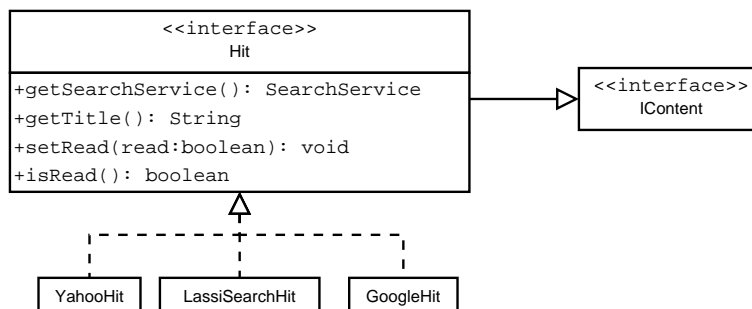 <<interface>>
Hit
+getSearchService(): SearchService
+getTitle(): String
+setRead(read:boolean): void
+isRead(): boolean
<<interface>>
IContent
YahooHit
LassiSearchHit
GoogleHit